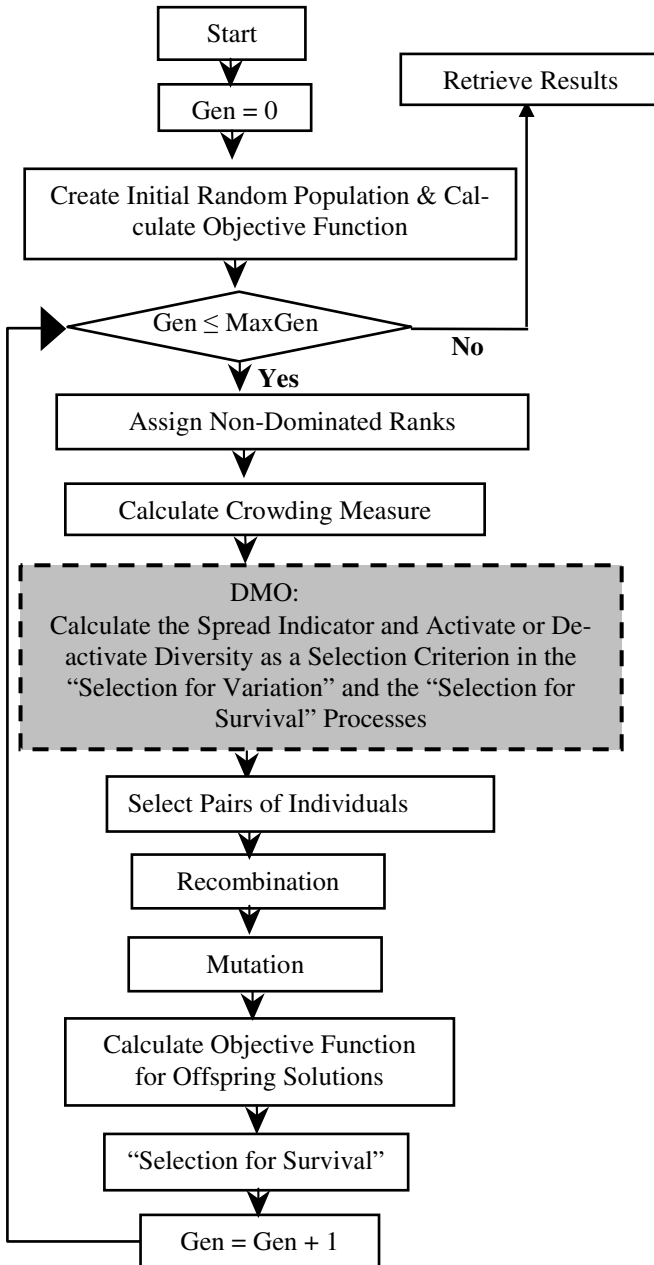 Start
Retrieve Results
Gen = 0
Create Initial Random Population & Cal-
culate Objective Function
Gen ≤ MaxGen
No
Yes
Assign Non-Dominated Ranks
Calculate Crowding Measure
DMO:
Calculate the Spread Indicator and Activate or De-
activate Diversity as a Selection Criterion in the
“Selection for Variation” and the “Selection for
Survival” Processes
Select Pairs of Individuals
Recombination
Mutation
Calculate Objective Function
for Offspring Solutions
“Selection for Survival”
Gen = Gen + 1